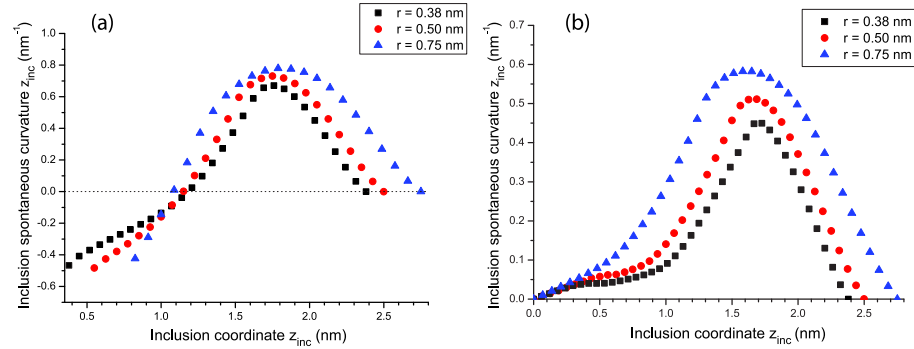 (a)
r = 0.38 nm
r = 0.50 nm
r = 0.75 nm
Inclusion spontaneous curvature z_inc (nm⁻¹)
1.0
0.8
0.6
0.4
0.2
0.0
-0.2
-0.4
-0.6
0.5
1.0
1.5
2.0
2.5
Inclusion coordinate z_inc (nm)
(b)
r = 0.38 nm
r = 0.50 nm
r = 0.75 nm
Inclusion spontaneous curvature z_inc (nm⁻¹)
0.7
0.6
0.5
0.4
0.3
0.2
0.1
0.0
0.0
0.5
1.0
1.5
2.0
2.5
Inclusion coordinate z_inc (nm)